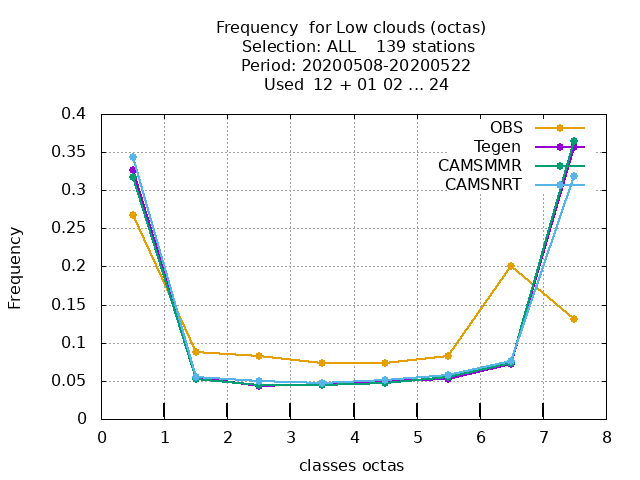 Frequency  for Low clouds (octas)
Selection: ALL    139 stations
Period: 20200508-20200522
Used  12 + 01 02 ... 24
0.4
0.35
0.3
0.25
0.2
0.15
0.1
0.05
0
Frequency
OBS
Tegen
CAMSMMR
CAMSNRT
0 1 2 3 4 5 6 7 8
classes octas